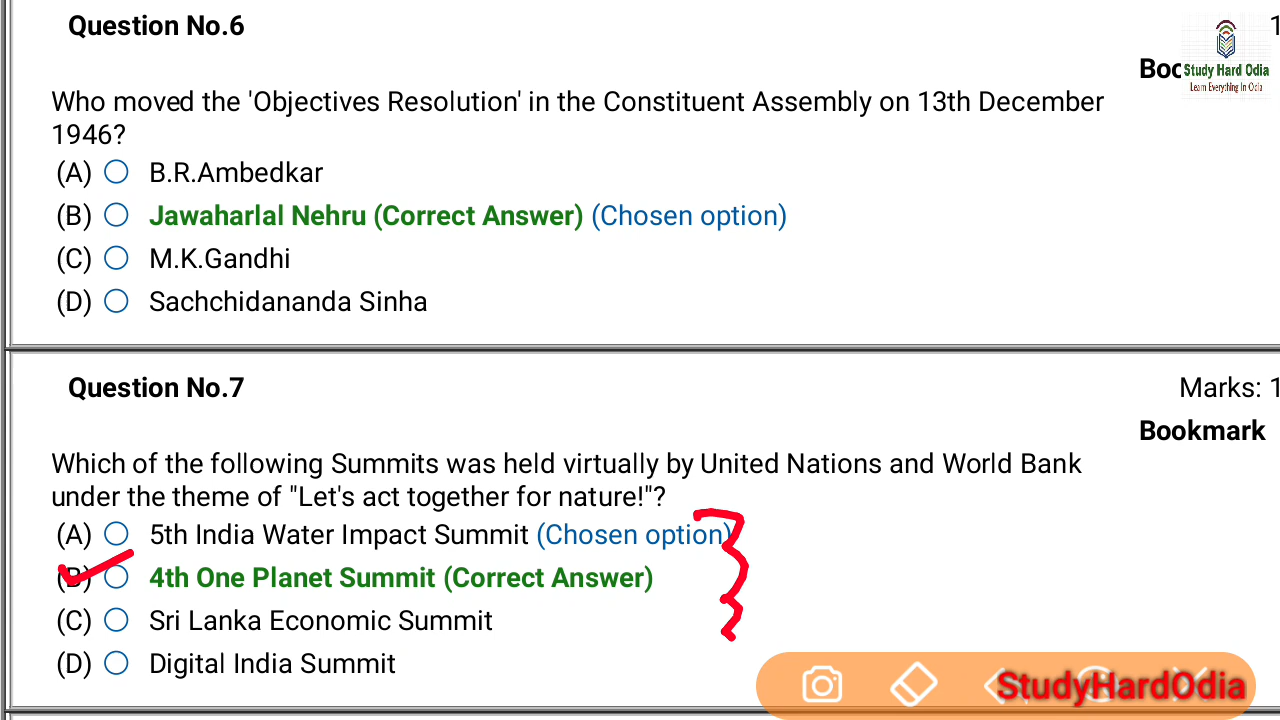 Question No.6
1
Study Hard Odia
Learn Everything In Odia
Who moved the 'Objectives Resolution' in the Constituent Assembly on 13th December
1946?
(A) B.R.Ambedkar
(B) Jawaharlal Nehru (Correct Answer) (Chosen option)
(C) M.K.Gandhi
(D) Sachchidananda Sinha
Question No.7
Marks: 1
Bookmark
Which of the following Summits was held virtually by United Nations and World Bank
under the theme of "Let's act together for nature!"?
(A) 5th India Water Impact Summit (Chosen option)
(B) 4th One Planet Summit (Correct Answer)
(C) Sri Lanka Economic Summit
(D) Digital India Summit
StudyHardOdia